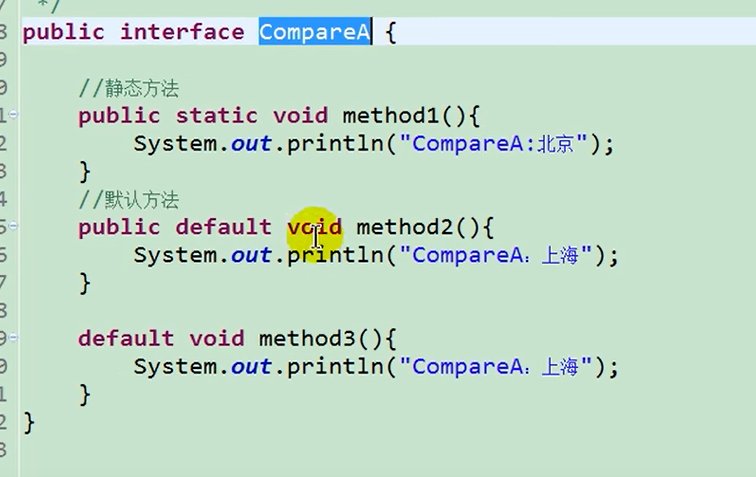 */
public interface CompareA {
//静态方法
public static void method1(){
System.out.println("CompareA:北京");
}
//默认方法
public default void method2(){
System.out.println("CompareA：上海");
}
default void method3(){
System.out.println("CompareA：上海");
}
}